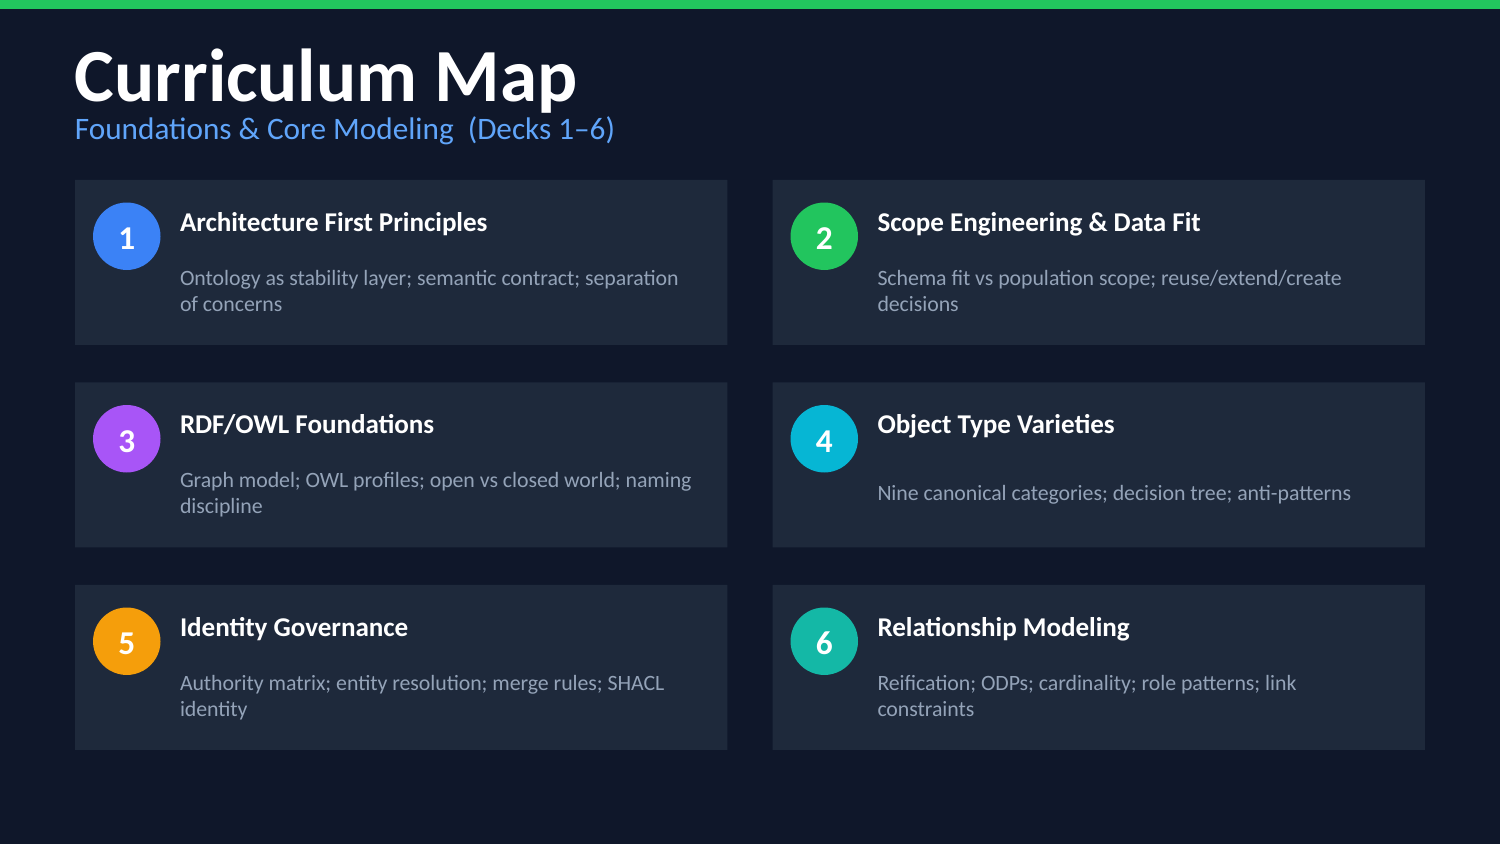 Curriculum Map
Foundations & Core Modeling (Decks 1–6)
1
Architecture First Principles
Ontology as stability layer; semantic contract; separation
of concerns
2
Scope Engineering & Data Fit
Schema fit vs population scope; reuse/extend/create
decisions
3
RDF/OWL Foundations
Graph model; OWL profiles; open vs closed world; naming
discipline
4
Object Type Varieties
Nine canonical categories; decision tree; anti-patterns
5
Identity Governance
Authority matrix; entity resolution; merge rules; SHACL
identity
6
Relationship Modeling
Reification; ODPs; cardinality; role patterns; link
constraints